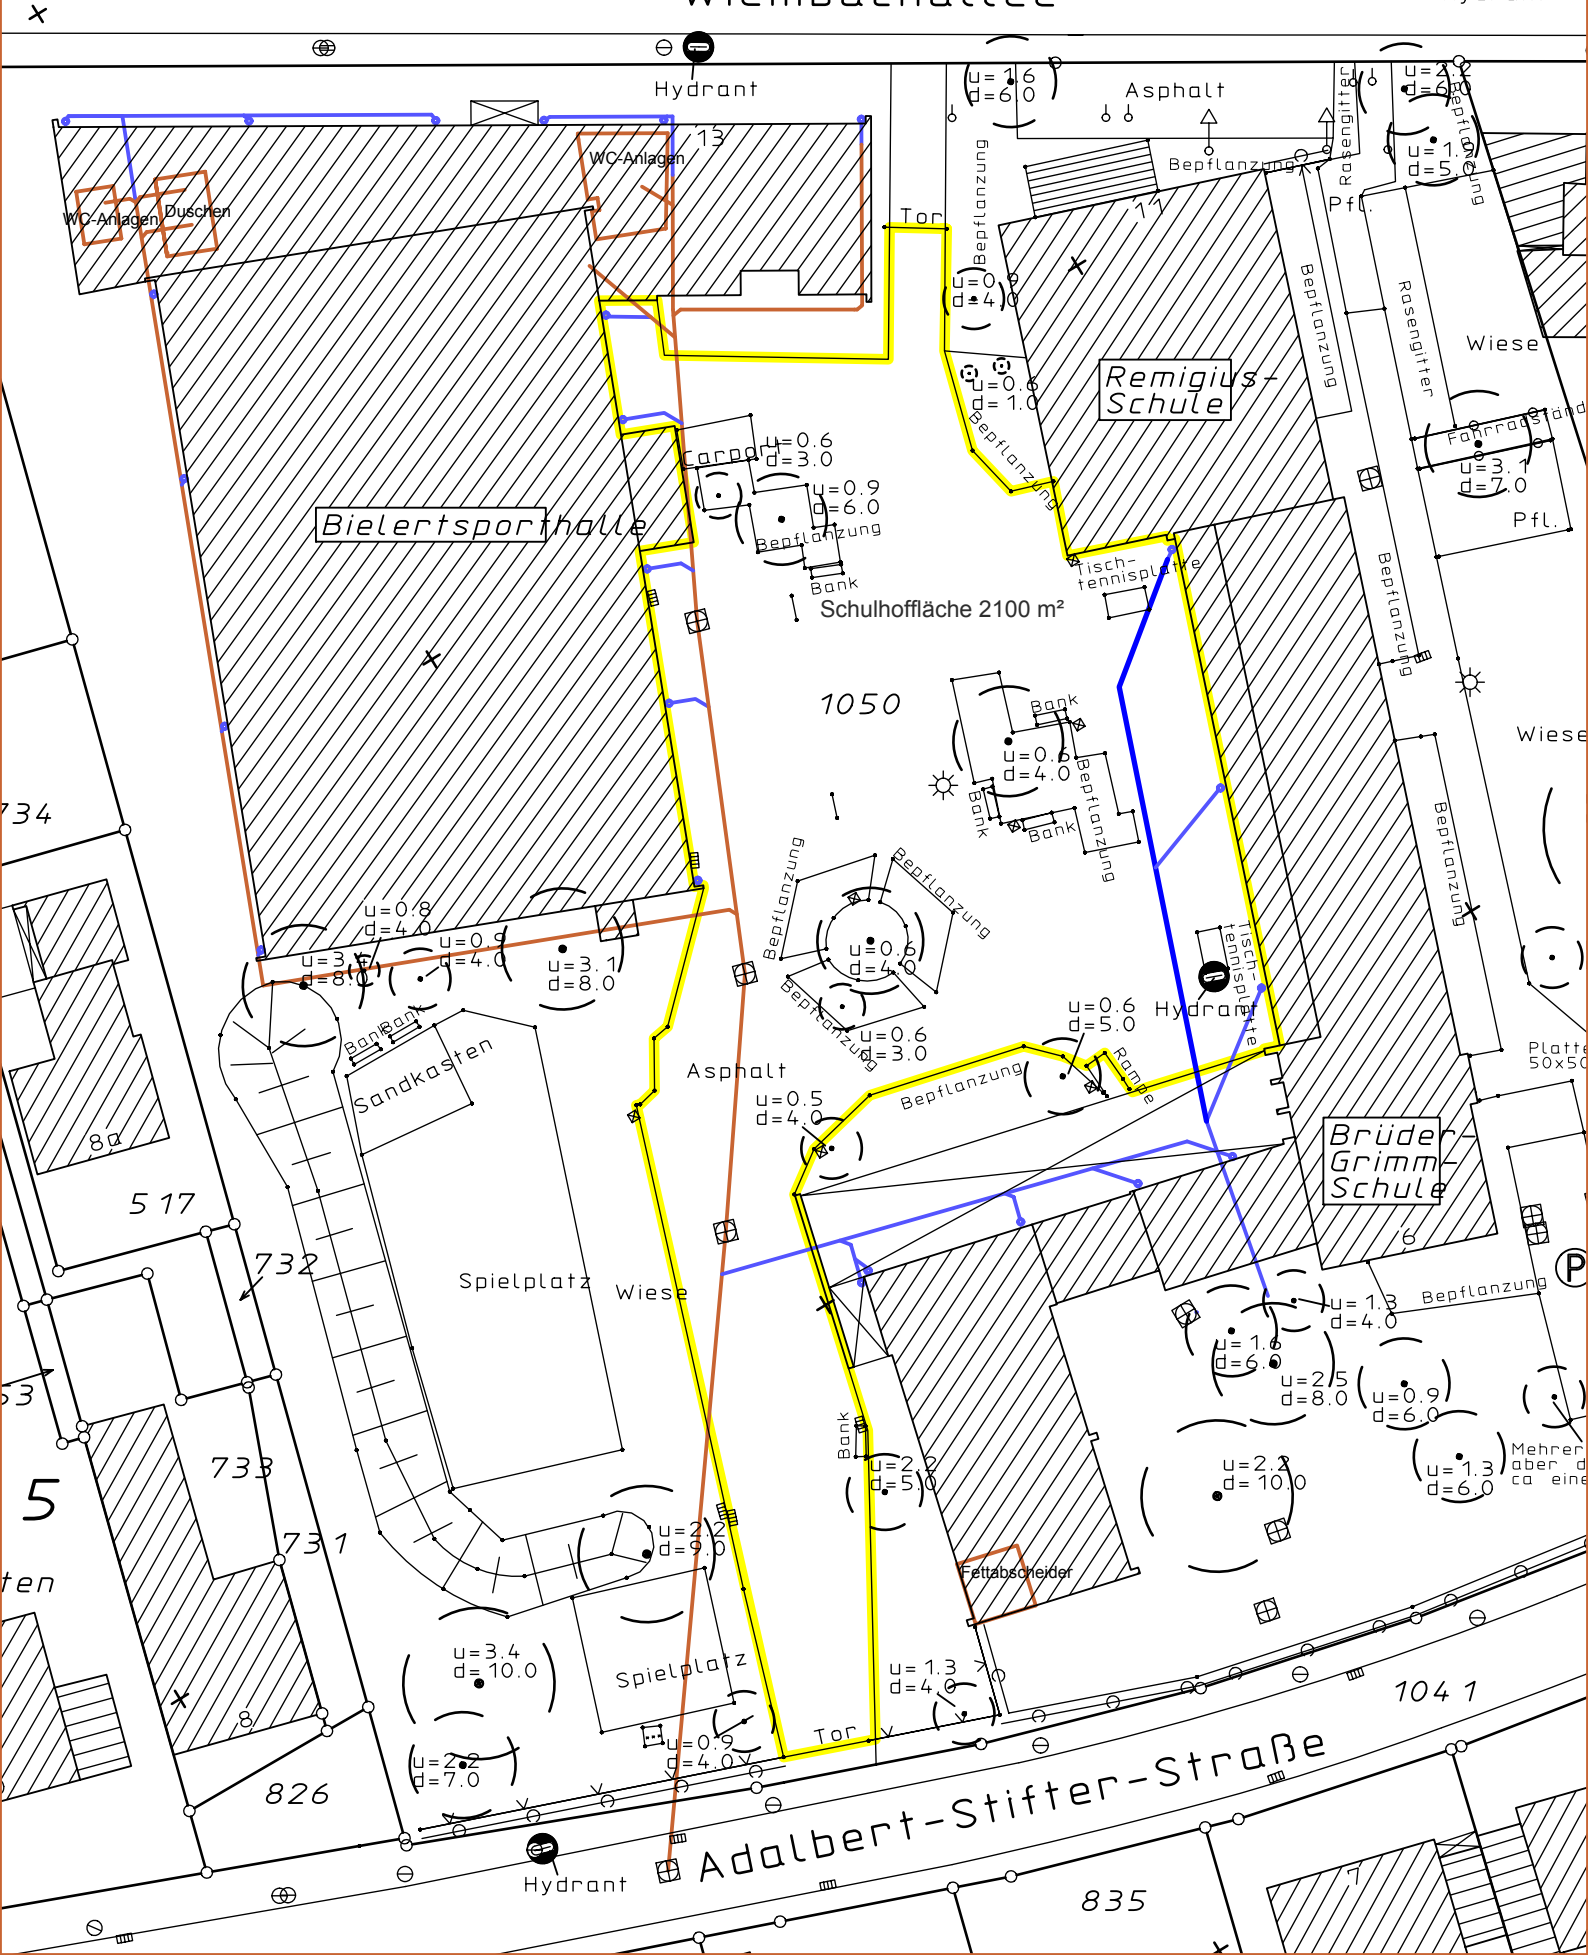 Hydrant
Asphalt
u=1.6
d=6.0
u=2.2
d=6.0
Bepflanzung
Rasengitter
u=1.9
d=5.0
Bepflanzung
13
WC-Anlagen
WC-Anlagen
Duschen
Bepflanzung
Tor
11
Pfl.
u=0.9
d=4.0
Bepflanzung
Rasengitter
Wiese
u=0.6
d=1.0
Remigius-
Schule
Bepflanzung
Carport
u=0.6
d=3.0
u=0.9
d=6.0
Bepflanzung
Bank
u=3.1
d=7.0
Pfl.
Bielertsporthalle
Tisch-
tennisplatte
Schulhoffläche 2100 m²
Bepflanzung
1050
Bank
u=0.6
d=4.0
Bank
Bank
Bepflanzung
Wiese
734
Bepflanzung
Bepflanzung
Bepflanzung
u=0.8
d=4.0
u=0.9
d=4.0
u=3.4
d=8.0
u=3.1
d=8.0
u=0.6
d=4.0
Bepflanzung
u=0.6
d=3.0
Tisch-
tennisplatte
Hydrant
u=0.6
d=5.0
Bank
Bank
Sandkasten
Asphalt
Bepflanzung
Rampe
u=0.5
d=4.0
Platte
50x50
8a
Brüder-
Grimm-
Schule
517
732
Spielplatz
Wiese
6
P
Bepflanzung
u=1.3
d=4.0
u=1.6
d=6.0
u=2.5
d=8.0
u=0.9
d=6.0
53
Bank
u=2.2
d=5.0
u=2.2
d=10.0
u=1.3
d=6.0
Mehrer
aber d
ca eine
733
5
731
u=2.2
d=9.0
ten
Fettabscheider
u=3.4
d=10.0
Spielplatz
u=1.3
d=4.0
1041
8
Tor
u=0.9
d=4.0
u=2.2
d=7.0
826
Adalbert-Stifter-Straße
Hydrant
835
7